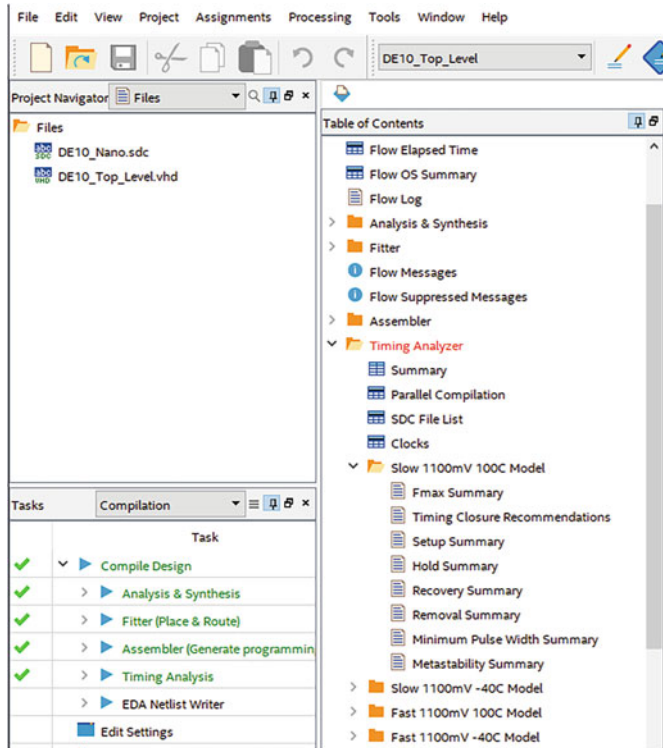 File Edit View Project Assignments Processing Tools Window Help
DE10_Top_Level
Project Navigator Files
Files
DE10_Nano.sdc
DE10_Top_Level.vhd
Table of Contents
Flow Elapsed Time
Flow OS Summary
Flow Log
Analysis & Synthesis
Fitter
Flow Messages
Flow Suppressed Messages
Assembler
Timing Analyzer
Summary
Parallel Compilation
SDC File List
Clocks
Slow 1100mV 100C Model
Fmax Summary
Timing Closure Recommendations
Setup Summary
Hold Summary
Recovery Summary
Removal Summary
Minimum Pulse Width Summary
Metastability Summary
Slow 1100mV -40C Model
Fast 1100mV 100C Model
Fast 1100mV -40C Model
Tasks Compilation
Task
Compile Design
Analysis & Synthesis
Fitter (Place & Route)
Assembler (Generate programmin
Timing Analysis
EDA Netlist Writer
Edit Settings